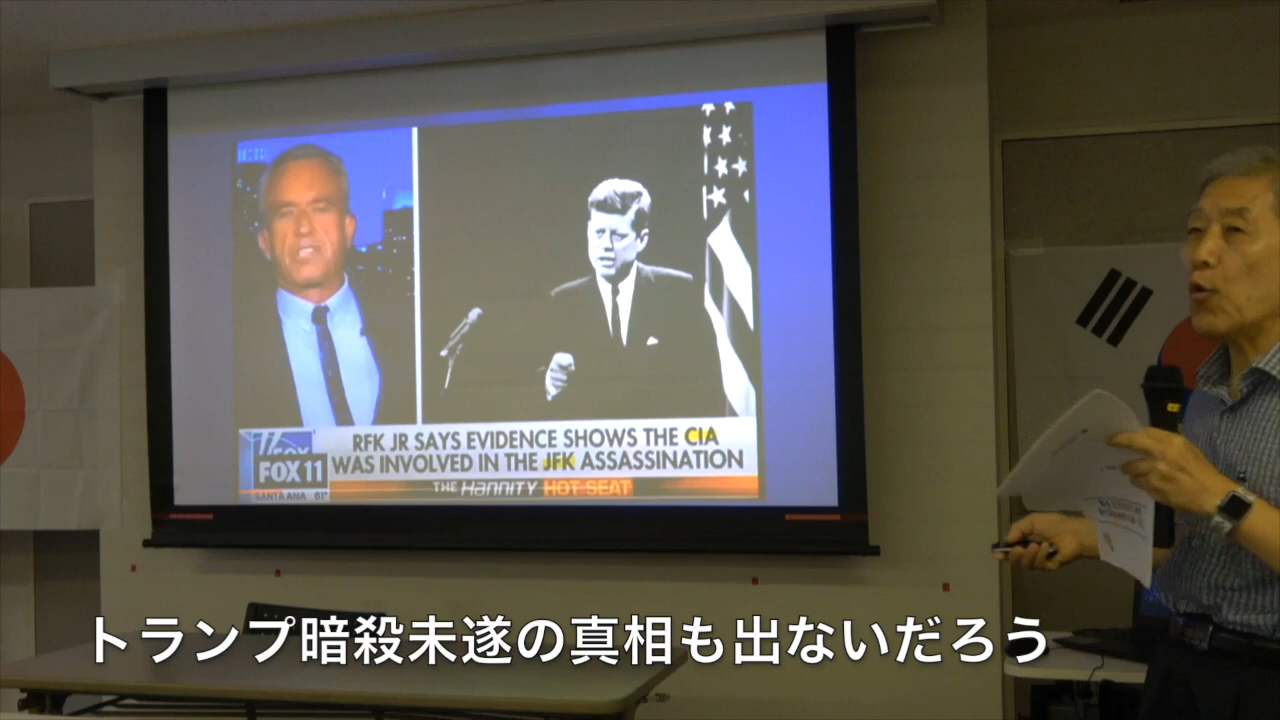 RFK JR SAYS EVIDENCE SHOWS THE CIA
WAS INVOLVED IN THE JFK ASSASSINATION
FOX 11
SANTA ANA 61°
THE HANNITY HOT SEAT
トランプ暗殺未遂の真相も出ないだろう